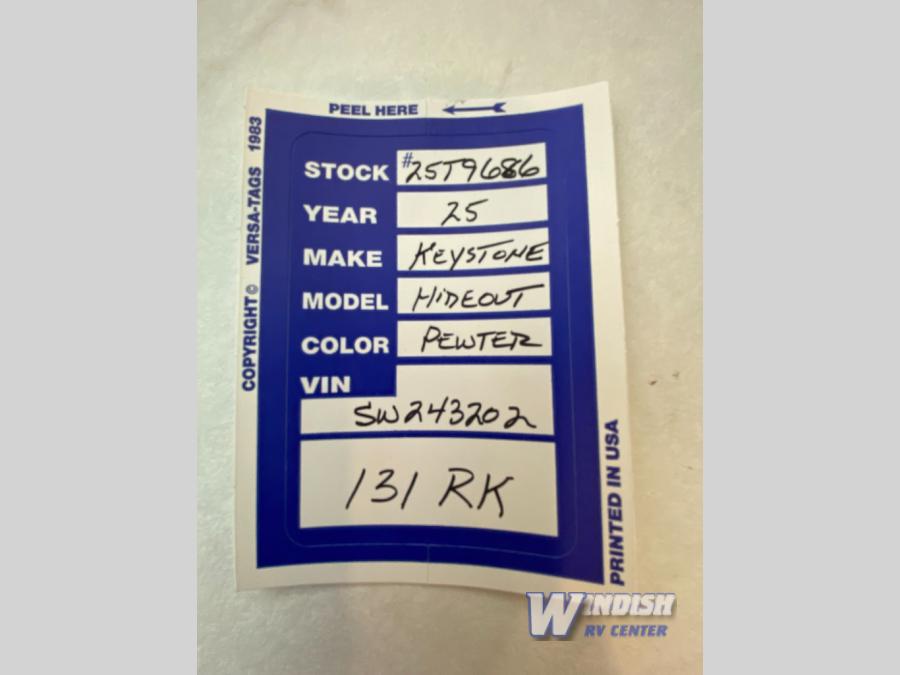 PEEL HERE
COPYRIGHT© VERSA-TAGS 1983
STOCK #25T9686
YEAR 25
MAKE KEYSTONE
MODEL HIDEOUT
COLOR PEWTER
VIN
SW243202
131 RK
PRINTED IN USA
WINDISH
RV CENTER